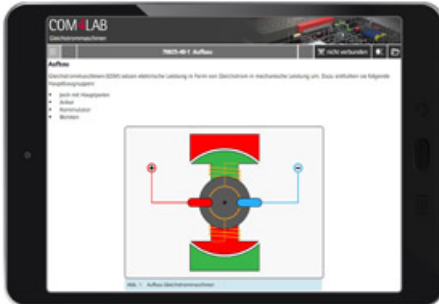 COM LAB
Gleichstrommaschinen
70025-40-1 Aufbau nicht verbunden
Aufbau
Gleichstrommaschinen (GSM) setzen elektrische Leistung in Form von Gleichstrom in mechanische Leistung um. Dazu enthalten sie folgende
Hauptbaugruppen:
• Joch mit Hauptpolen
• Anker
• Kommutator
• Bürsten
+ −
Abb. 1 Aufbau Gleichstrommaschinen